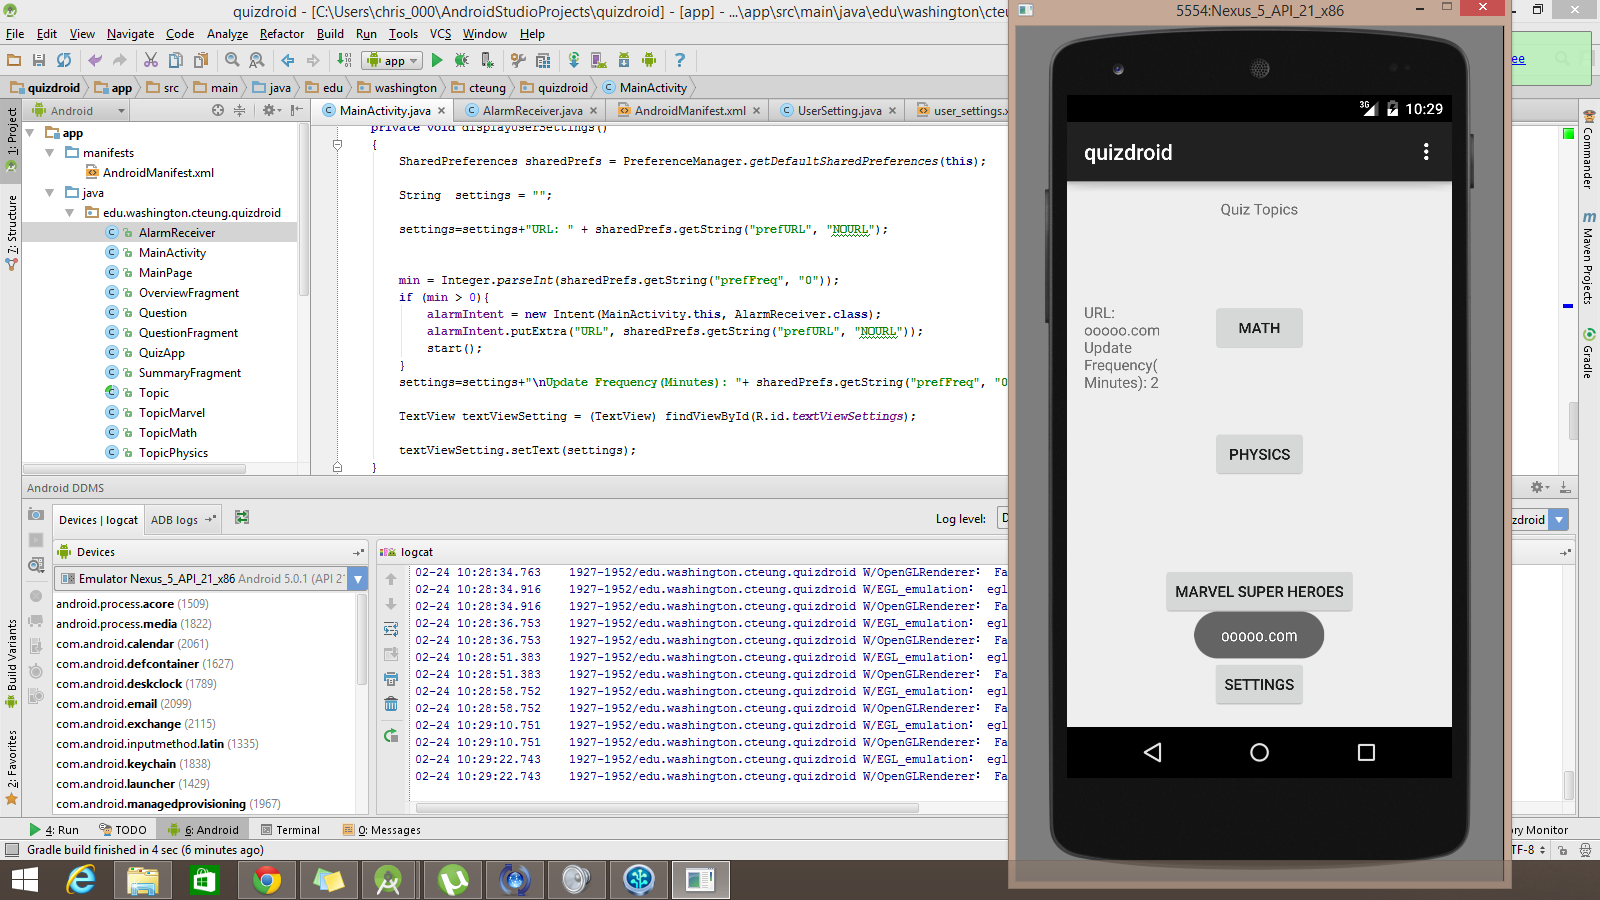 quizdroid - [C:\Users\chris_000\AndroidStudioProjects\quizdroid] - [app] - ...\app\src\main\java\edu\washington\cteun
File Edit View Navigate Code Analyze Refactor Build Run Tools VCS Window Help
app
quizdroid app src main java edu washington cteung quizdroid MainActivity
Android
MainActivity.java AlarmReceiver.java AndroidManifest.xml UserSetting.java user_settings.x
1: Project
7: Structure
Build Variants
2: Favorites
app
manifests
AndroidManifest.xml
java
edu.washington.cteung.quizdroid
AlarmReceiver
MainActivity
MainPage
OverviewFragment
Question
QuestionFragment
QuizApp
SummaryFragment
Topic
TopicMarvel
TopicMath
TopicPhysics
private void displayUserSettings()
{
SharedPreferences sharedPrefs = PreferenceManager.getDefaultSharedPreferences(this);
String  settings = "";
settings=settings+"URL: " + sharedPrefs.getString("prefURL", "NOURL");
min = Integer.parseInt(sharedPrefs.getString("prefFreq", "0"));
if (min > 0){
alarmIntent = new Intent(MainActivity.this, AlarmReceiver.class);
alarmIntent.putExtra("URL", sharedPrefs.getString("prefURL", "NOURL"));
start();
}
settings=settings+"\nUpdate Frequency(Minutes): "+ sharedPrefs.getString("prefFreq", "0
TextView textViewSetting = (TextView) findViewById(R.id.textViewSettings);
textViewSetting.setText(settings);
}
Android DDMS
Devices | logcat ADB logs
Log level:
Devices
Emulator Nexus_5_API_21_x86 Android 5.0.1 (API 2
android.process.acore (1509)
android.process.media (1822)
com.android.calendar (2061)
com.android.defcontainer (1627)
com.android.deskclock (1789)
com.android.email (2099)
com.android.exchange (2115)
com.android.inputmethod.latin (1335)
com.android.keychain (1838)
com.android.launcher (1429)
com.android.managedprovisioning (1967)
logcat
02-24 10:28:34.763 1927-1952/edu.washington.cteung.quizdroid W/OpenGLRenderer: Fa
02-24 10:28:34.916 1927-1952/edu.washington.cteung.quizdroid W/EGL_emulation: egl
02-24 10:28:34.916 1927-1952/edu.washington.cteung.quizdroid W/OpenGLRenderer: Fa
02-24 10:28:36.753 1927-1952/edu.washington.cteung.quizdroid W/EGL_emulation: egl
02-24 10:28:36.753 1927-1952/edu.washington.cteung.quizdroid W/OpenGLRenderer: Fa
02-24 10:28:51.383 1927-1952/edu.washington.cteung.quizdroid W/EGL_emulation: egl
02-24 10:28:51.383 1927-1952/edu.washington.cteung.quizdroid W/OpenGLRenderer: Fa
02-24 10:28:58.752 1927-1952/edu.washington.cteung.quizdroid W/EGL_emulation: egl
02-24 10:28:58.752 1927-1952/edu.washington.cteung.quizdroid W/OpenGLRenderer: Fa
02-24 10:29:10.751 1927-1952/edu.washington.cteung.quizdroid W/EGL_emulation: egl
02-24 10:29:10.751 1927-1952/edu.washington.cteung.quizdroid W/OpenGLRenderer: Fa
02-24 10:29:22.743 1927-1952/edu.washington.cteung.quizdroid W/EGL_emulation: egl
02-24 10:29:22.743 1927-1952/edu.washington.cteung.quizdroid W/OpenGLRenderer: Fa
4: Run TODO 6: Android Terminal 0: Messages
Gradle build finished in 4 sec (6 minutes ago)
5554:Nexus_5_API_21_x86
3G 10:29
quizdroid
Quiz Topics
URL:
ooooo.com
Update
Frequency(
Minutes): 2
MATH
PHYSICS
MARVEL SUPER HEROES
ooooo.com
SETTINGS
ee
Commander
m Maven Projects
Gradle
zdroid
ory Monitor
TF-8